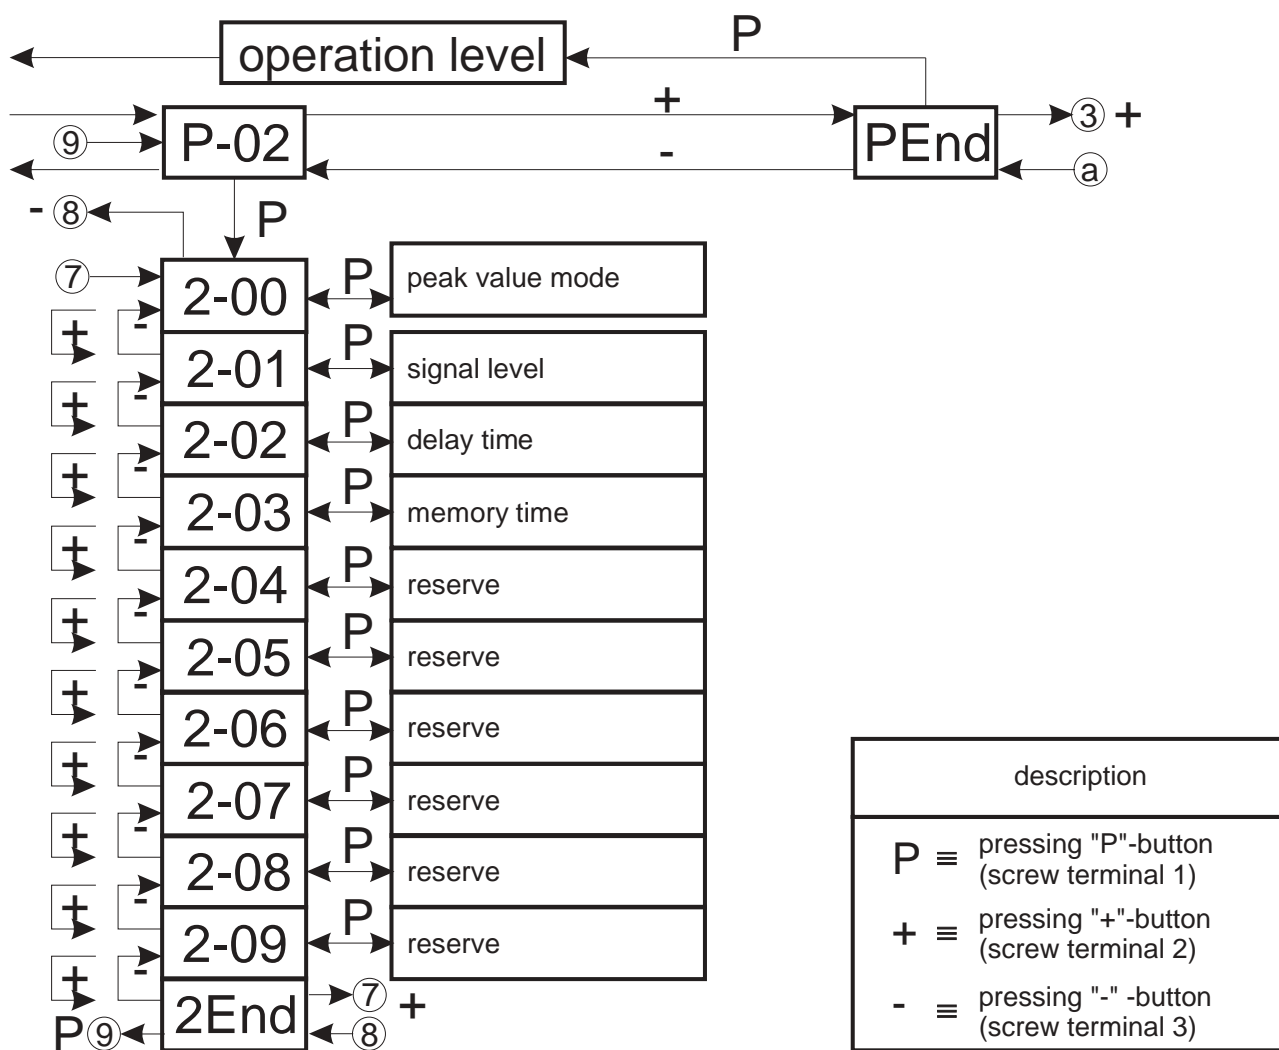 operation level
P
+
P-02
PEnd
③ +
⑨
-
ⓐ
- ⑧
P
⑦
2-00
P
peak value mode
+
-
2-01
P
signal level
+
-
2-02
P
delay time
+
-
2-03
P
memory time
+
-
2-04
P
reserve
+
-
2-05
P
reserve
+
-
2-06
P
reserve
+
-
2-07
P
reserve
+
-
2-08
P
reserve
+
-
2-09
P
reserve
+
-
2End
⑦ +
P ⑨
⑧
description
P ≡ pressing "P"-button
(screw terminal 1)
+ ≡ pressing "+"-button
(screw terminal 2)
- ≡ pressing "-" -button
(screw terminal 3)